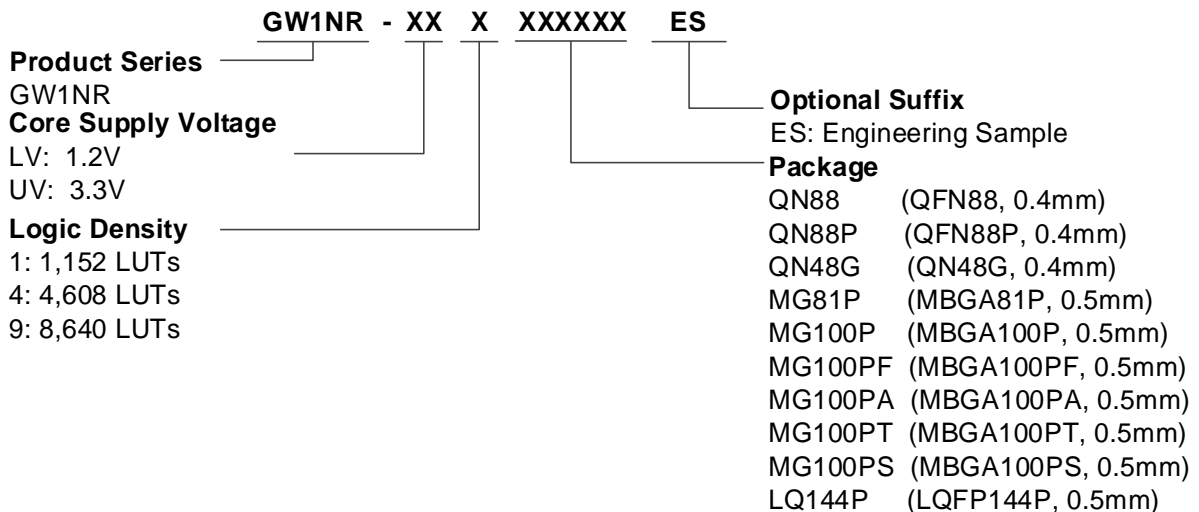 GW1NR - XX X XXXXXX ES
Product Series
GW1NR
Core Supply Voltage
LV: 1.2V
UV: 3.3V
Logic Density
1: 1,152 LUTs
4: 4,608 LUTs
9: 8,640 LUTs
Optional Suffix
ES: Engineering Sample
Package
QN88 (QFN88, 0.4mm)
QN88P (QFN88P, 0.4mm)
QN48G (QN48G, 0.4mm)
MG81P (MBGA81P, 0.5mm)
MG100P (MBGA100P, 0.5mm)
MG100PF (MBGA100PF, 0.5mm)
MG100PA (MBGA100PA, 0.5mm)
MG100PT (MBGA100PT, 0.5mm)
MG100PS (MBGA100PS, 0.5mm)
LQ144P (LQFP144P, 0.5mm)